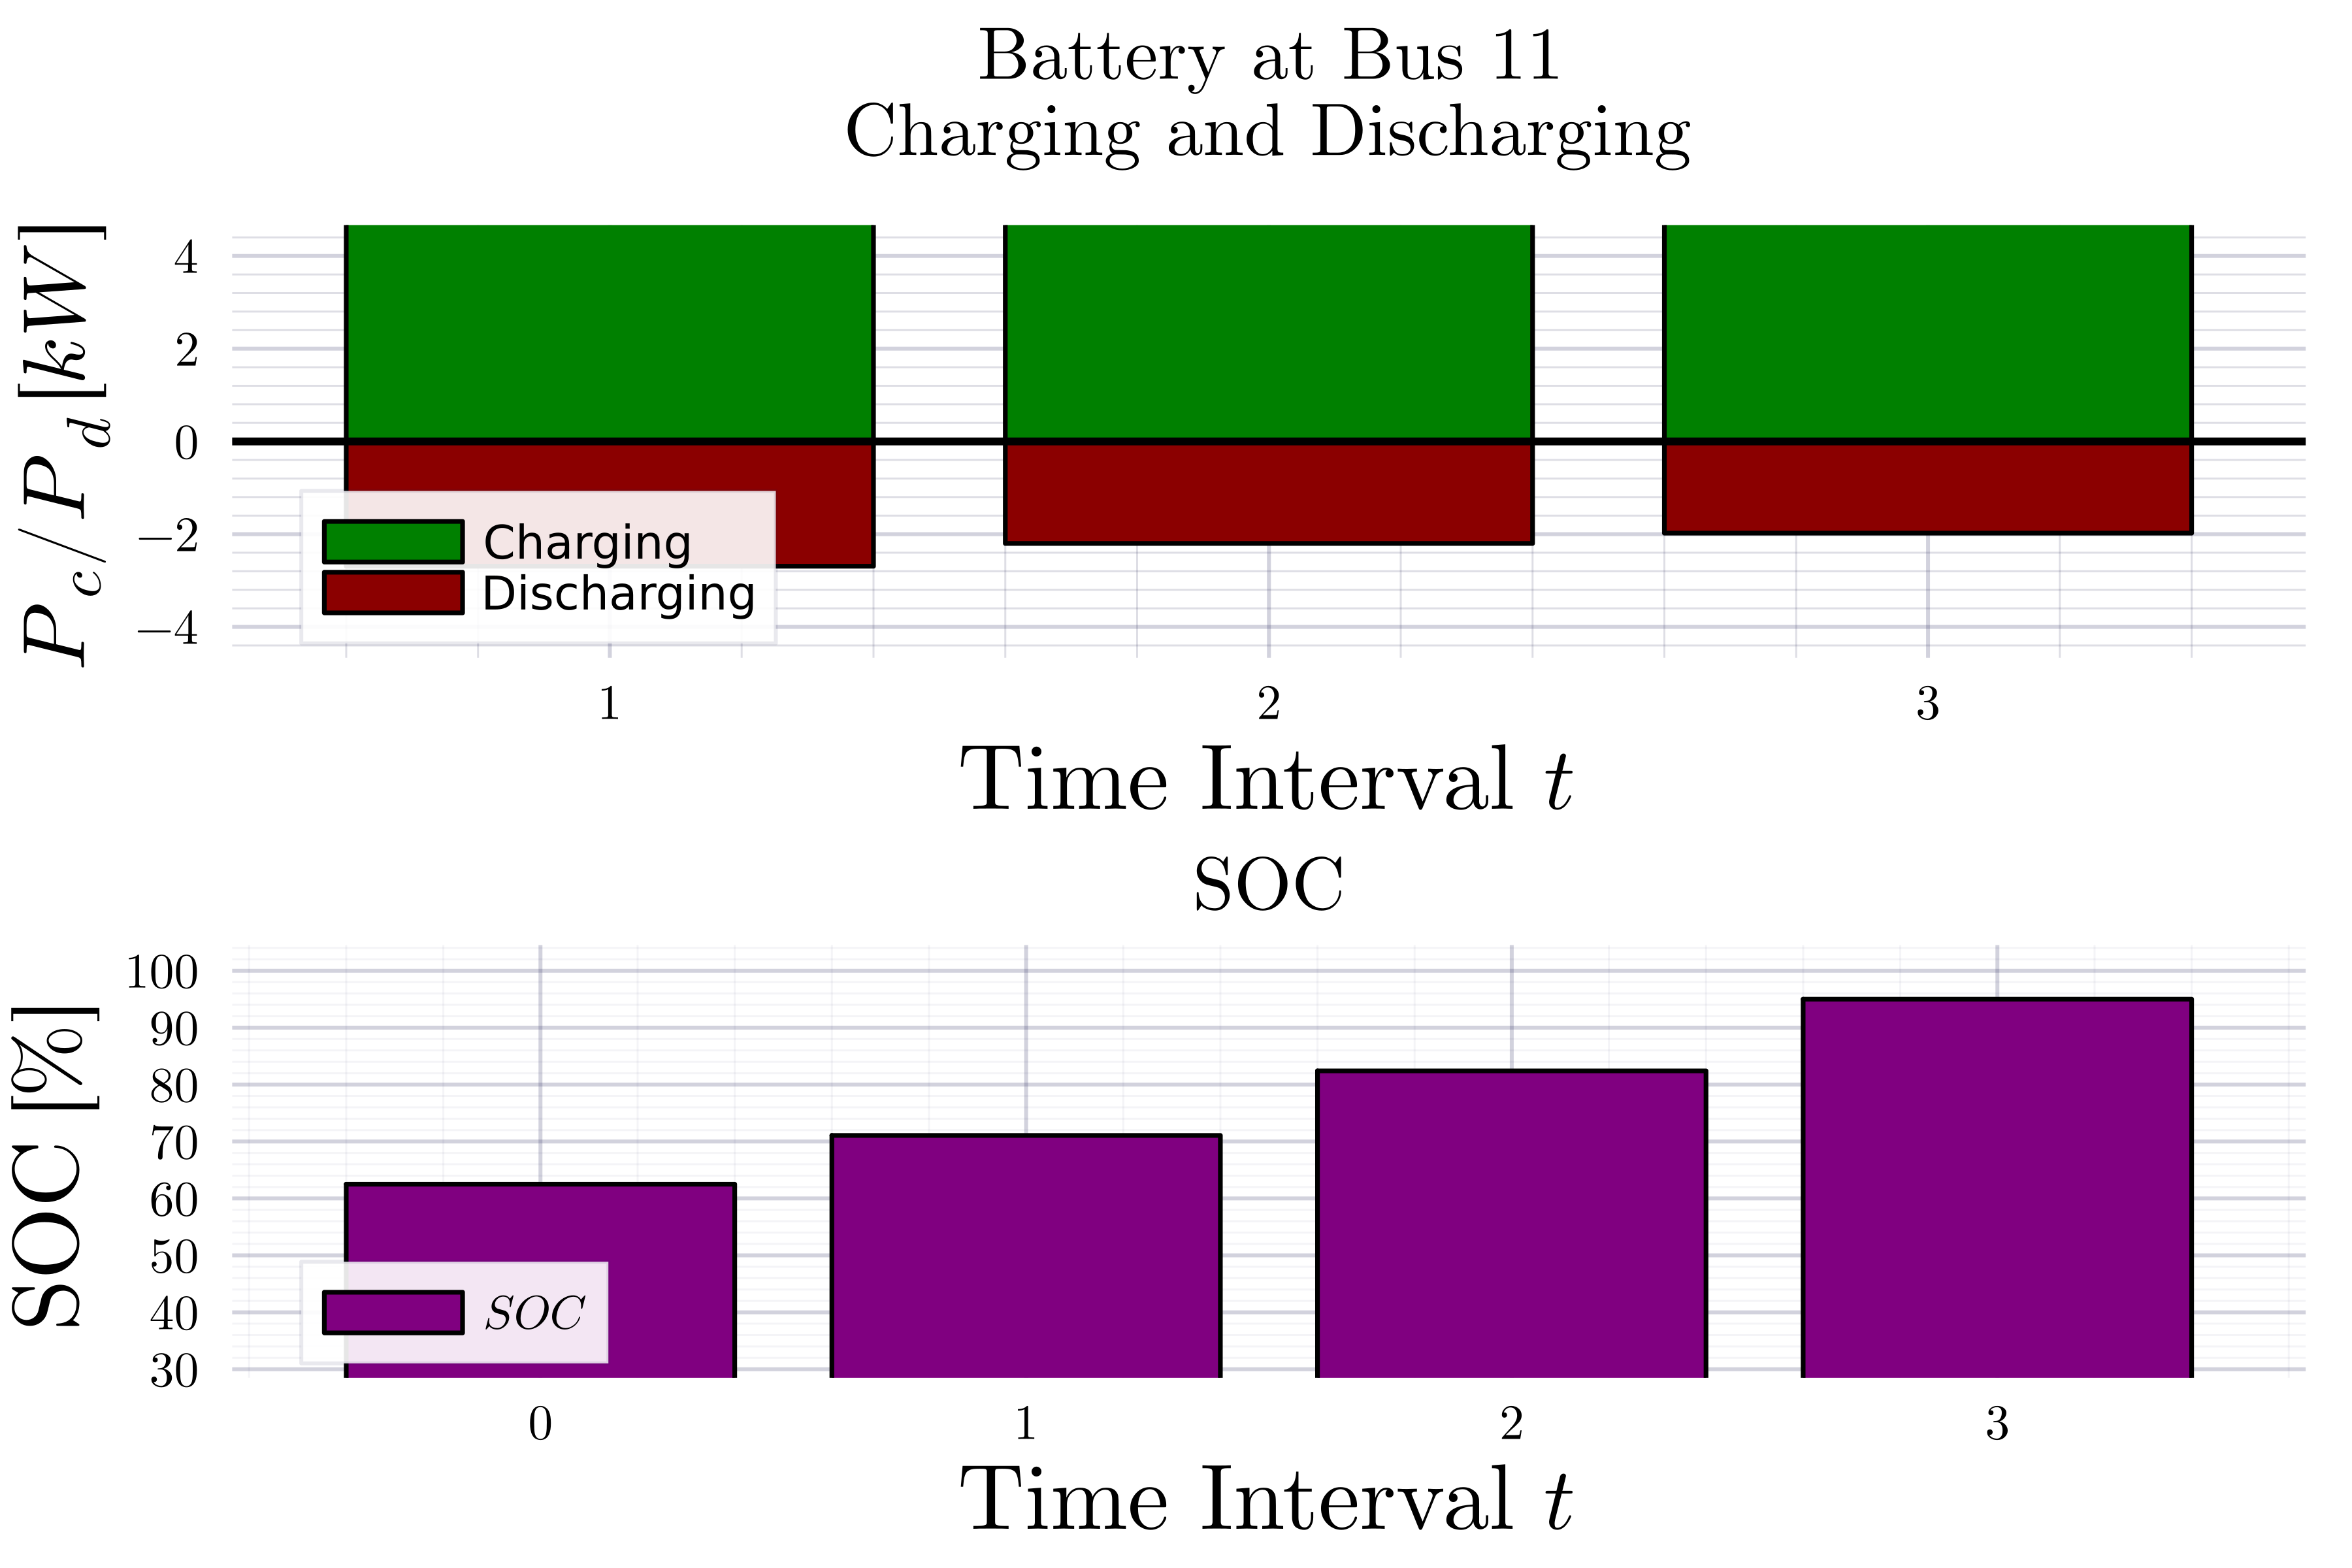 Battery at Bus 11
Charging and Discharging
P_c/P_d [kW]
4
2
0
−2
−4
Charging
Discharging
1 2 3
Time Interval t
SOC
SOC [%]
100
90
80
70
60
50
40
30
SOC
0 1 2 3
Time Interval t